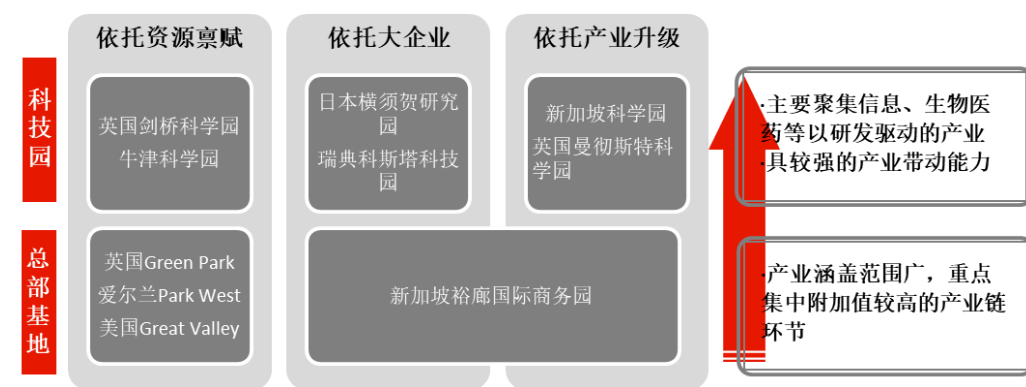 依托资源禀赋
依托大企业
依托产业升级
科技园
英国剑桥科学园
牛津科学园
日本横须贺研究
园
瑞典科斯塔科技
园
新加坡科学园
英国曼彻斯特科
学园
·主要聚集信息、生物医
药等以研发驱动的产业
·具较强的产业带动能力
总部基地
英国Green Park
爱尔兰Park West
美国Great Valley
新加坡裕廊国际商务园
·产业涵盖范围广，重点
集中附加值较高的产业链
环节